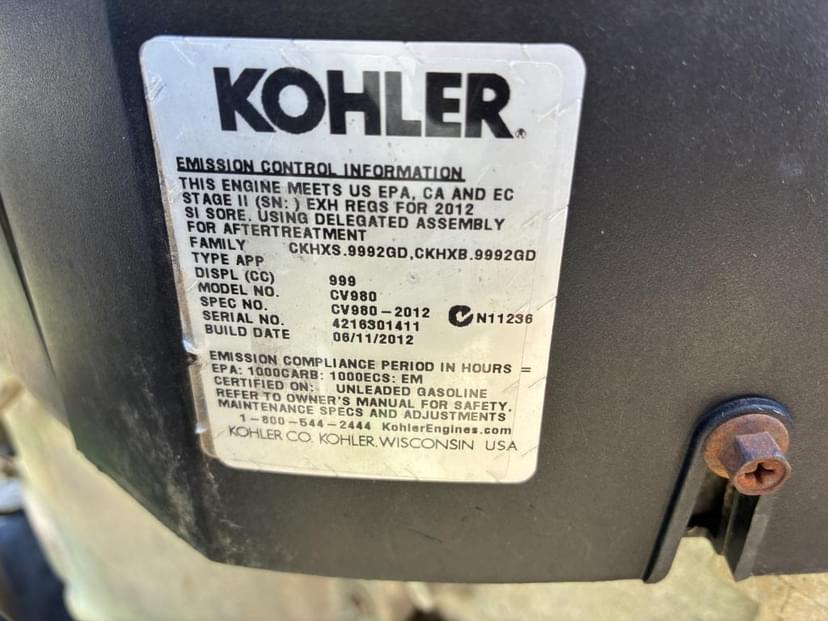 KOHLER®
EMISSION CONTROL INFORMATION
THIS ENGINE MEETS US EPA, CA AND EC
STAGE II (SN: ) EXH REGS FOR 2012
SI SORE. USING DELEGATED ASSEMBLY
FOR AFTERTREATMENT
FAMILY CKHXS.9992GD,CKHXB.9992GD
TYPE APP
DISPL (CC) 999
MODEL NO. CV980
SPEC NO. CV980-2012 N11236
SERIAL NO. 4216301411
BUILD DATE 06/11/2012
EMISSION COMPLIANCE PERIOD IN HOURS =
EPA: 1000CARB: 1000ECS: EM
CERTIFIED ON: UNLEADED GASOLINE
REFER TO OWNER'S MANUAL FOR SAFETY,
MAINTENANCE SPECS AND ADJUSTMENTS
1-800-544-2444 KohlerEngines.com
KOHLER CO. KOHLER, WISCONSIN USA